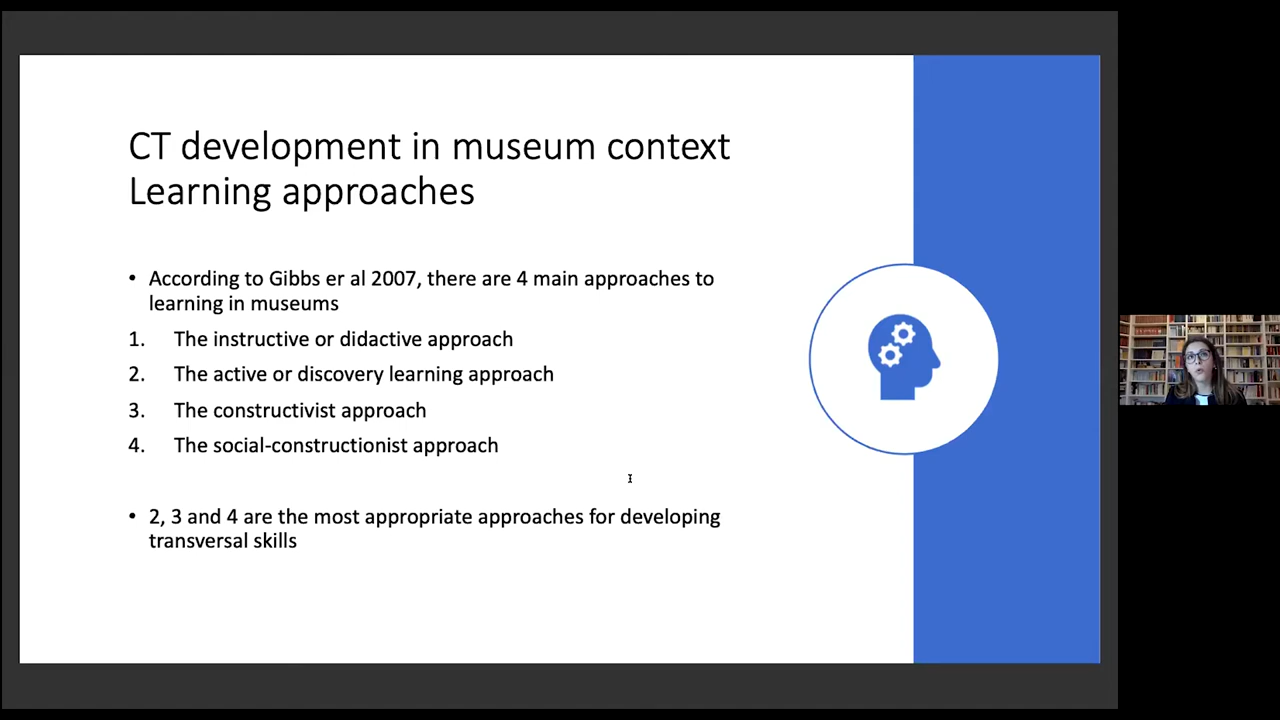 CT development in museum context
Learning approaches
• According to Gibbs er al 2007, there are 4 main approaches to
learning in museums
1. The instructive or didactive approach
2. The active or discovery learning approach
3. The constructivist approach
4. The social-constructionist approach
• 2, 3 and 4 are the most appropriate approaches for developing
transversal skills